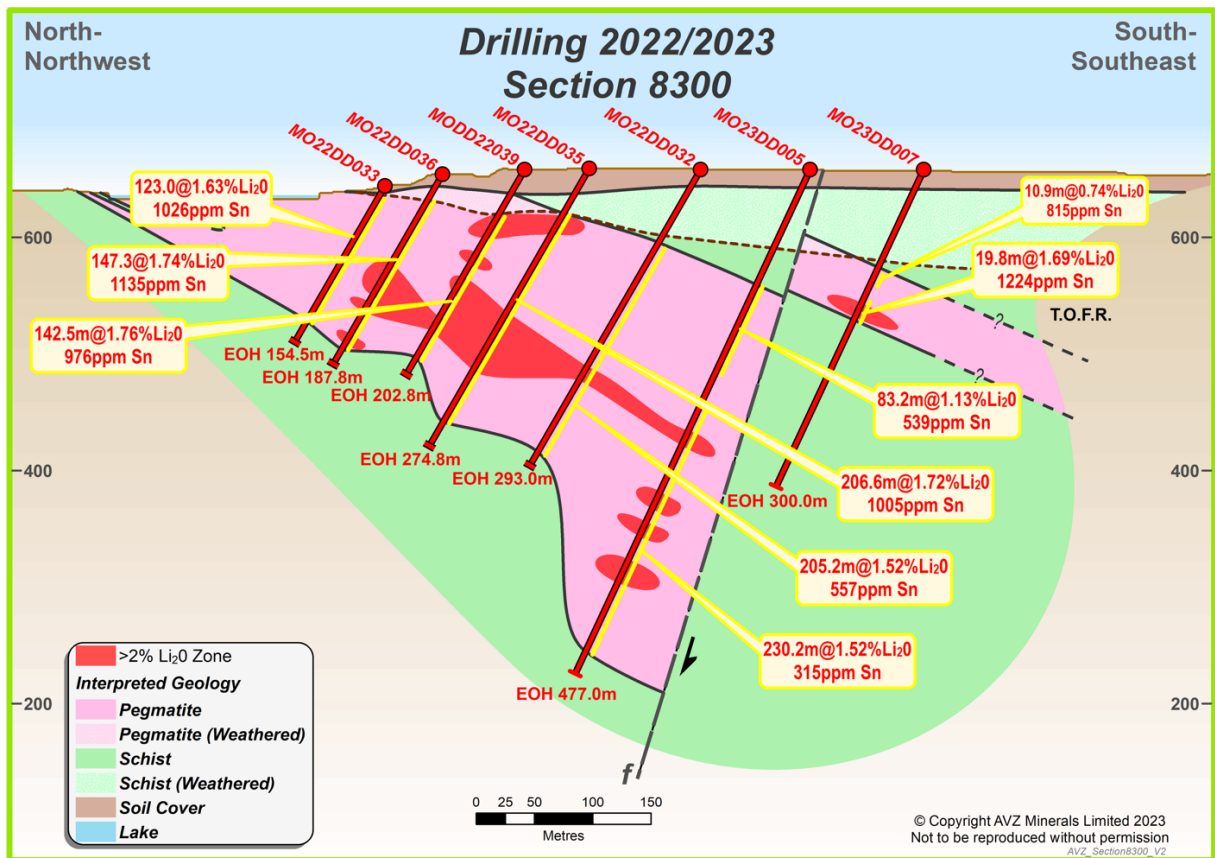 North-
Northwest
Drilling 2022/2023
Section 8300
South-
Southeast
MO22DD033
MO22DD036
MODD22039
MO22DD035
MO22DD032
MO23DD005
MO23DD007
123.0@1.63%Li₂0
1026ppm Sn
147.3@1.74%Li₂0
1135ppm Sn
142.5m@1.76%Li₂0
976ppm Sn
10.9m@0.74%Li₂0
815ppm Sn
19.8m@1.69%Li₂0
1224ppm Sn
83.2m@1.13%Li₂0
539ppm Sn
206.6m@1.72%Li₂0
1005ppm Sn
205.2m@1.52%Li₂0
557ppm Sn
230.2m@1.52%Li₂0
315ppm Sn
600
400
200
600
400
200
T.O.F.R.
?
?
EOH 154.5m
EOH 187.8m
EOH 202.8m
EOH 274.8m
EOH 293.0m
EOH 300.0m
EOH 477.0m
f
>2% Li₂0 Zone
Interpreted Geology
Pegmatite
Pegmatite (Weathered)
Schist
Schist (Weathered)
Soil Cover
Lake
0 25 50 100 150
Metres
© Copyright AVZ Minerals Limited 2023
Not to be reproduced without permission
AVZ_Section8300_V2